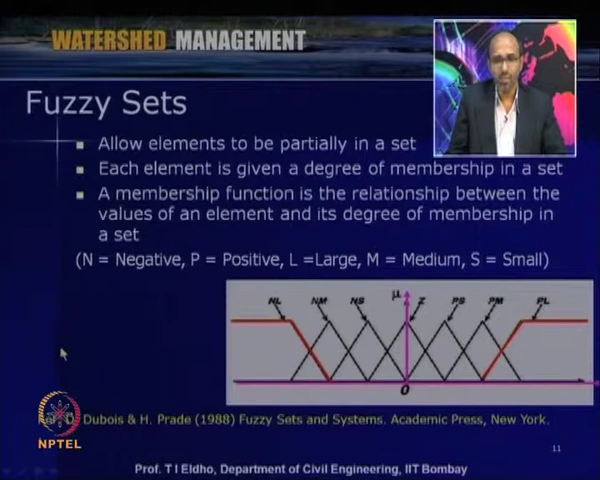 WATERSHED MANAGEMENT
Fuzzy Sets
Allow elements to be partially in a set
Each element is given a degree of membership in a set
A membership function is the relationship between the
values of an element and its degree of membership in
a set
(N = Negative, P = Positive, L =Large, M = Medium, S = Small)
μ
NL NM NS Z PS PM PL
0
D. Dubois & H. Prade (1988) Fuzzy Sets and Systems. Academic Press, New York.
NPTEL
11
Prof. T I Eldho, Department of Civil Engineering, IIT Bombay